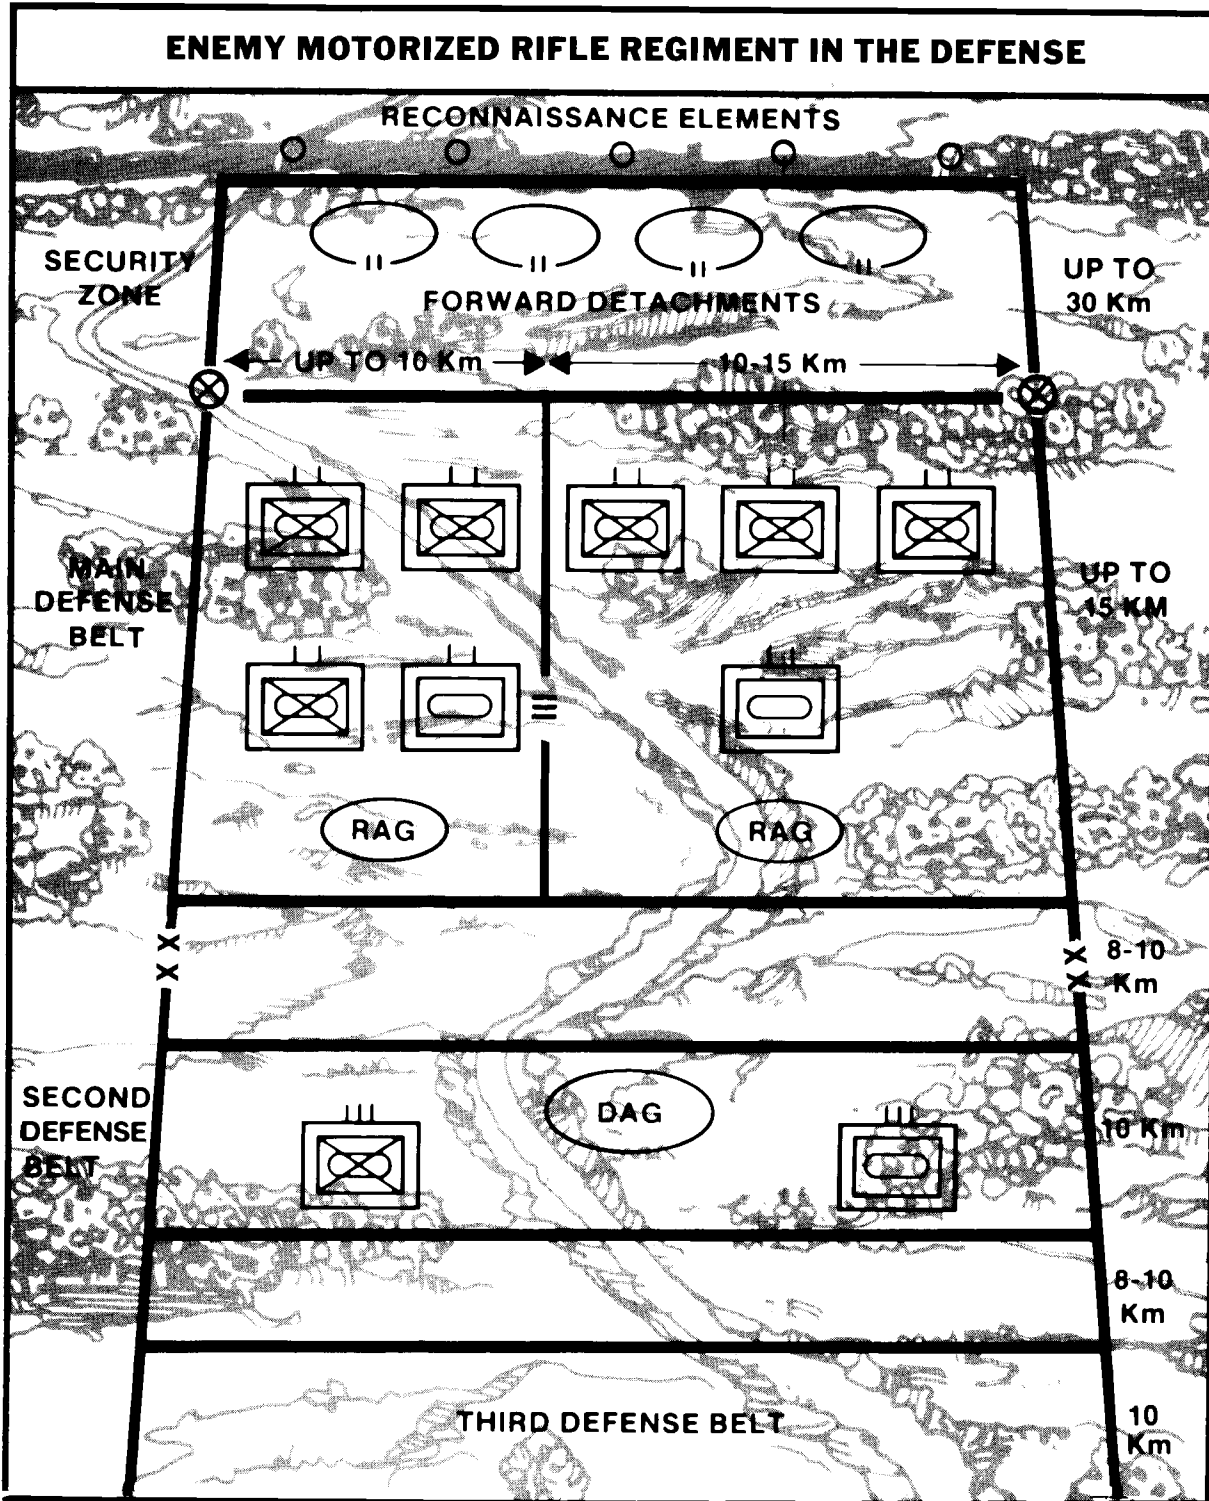 ENEMY MOTORIZED RIFLE REGIMENT IN THE DEFENSE
RECONNAISSANCE ELEMENTS
SECURITY
ZONE
UP TO
30 Km
FORWARD DETACHMENTS
UP TO 10 Km
10-15 Km
MAIN
DEFENSE
BELT
UP TO
15 KM
RAG
RAG
X
X
X
X
8-10
Km
SECOND
DEFENSE
BELT
DAG
10 Km
8-10
Km
THIRD DEFENSE BELT
10
Km